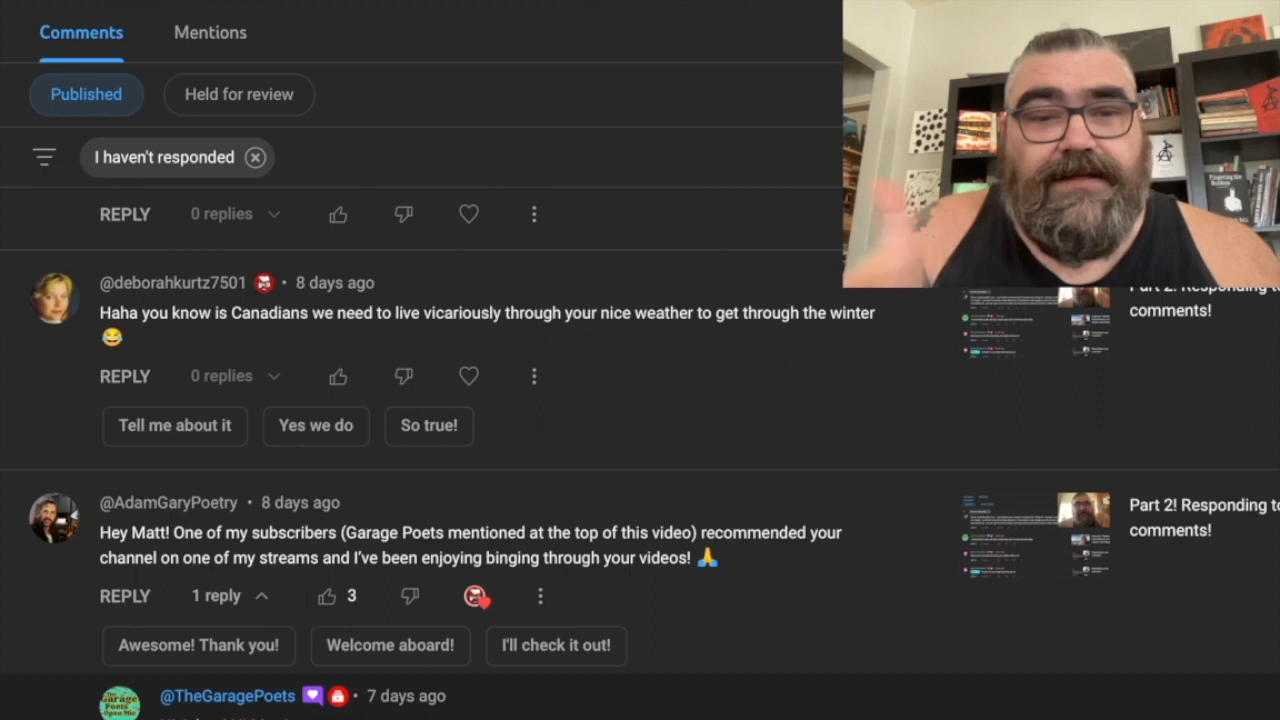 Comments
Mentions
Published
Held for review
I haven't responded
REPLY
0 replies
@deborahkurtz7501 • 8 days ago
Haha you know is Canadians we need to live vicariously through your nice weather to get through the winter
😂
Part 2! Responding to
comments!
REPLY
0 replies
Tell me about it
Yes we do
So true!
@AdamGaryPoetry • 8 days ago
Hey Matt! One of my subscribers (Garage Poets mentioned at the top of this video) recommended your
channel on one of my streams and I've been enjoying binging through your videos! 🙏
Part 2! Responding to
comments!
REPLY
1 reply
3
Awesome! Thank you!
Welcome aboard!
I'll check it out!
@TheGaragePoets • 7 days ago